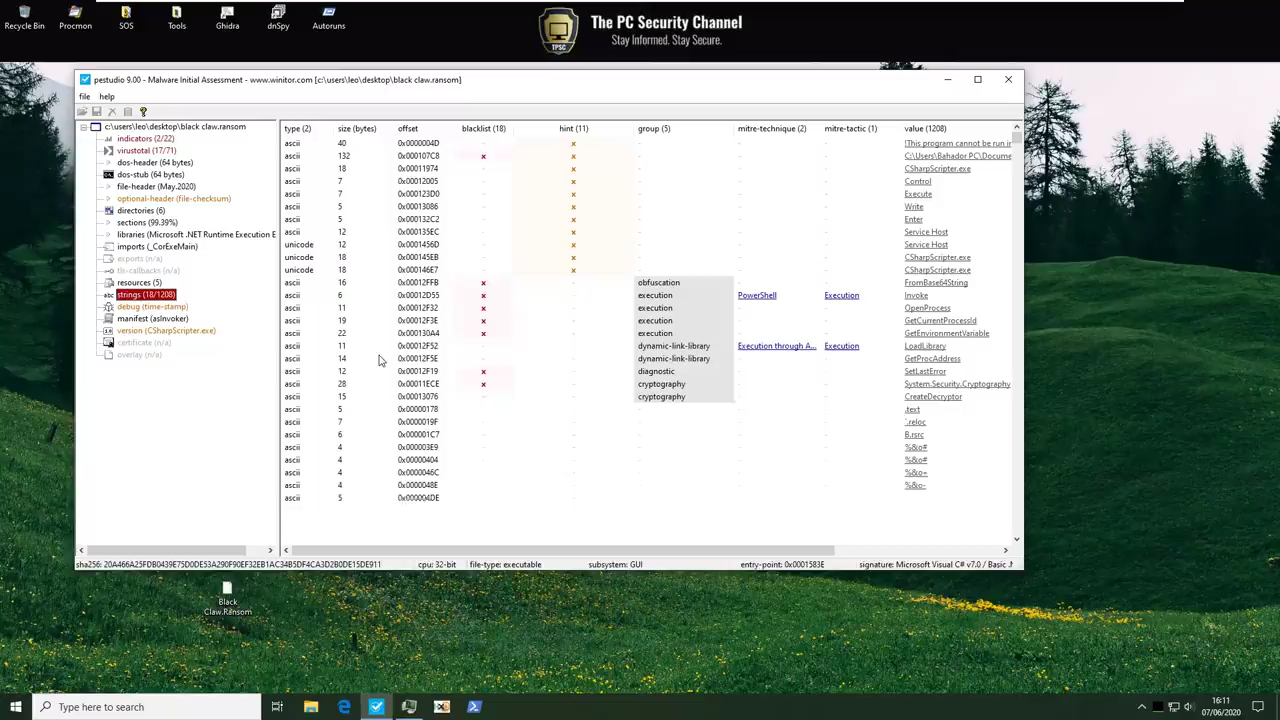 Recycle Bin
Procmon
SOS
Tools
Ghidra
dnSpy
Autoruns
TPSC
The PC Security Channel
Stay Informed. Stay Secure.
pestudio 9.00 - Malware Initial Assessment - www.winitor.com [c:\users\leo\desktop\black claw.ransom]
file help
c:\users\leo\desktop\black claw.ransom
indicators (2/22)
virustotal (17/71)
dos-header (64 bytes)
dos-stub (64 bytes)
file-header (May.2020)
optional-header (file-checksum)
directories (6)
sections (99.39%)
libraries (Microsoft .NET Runtime Execution E
imports (_CorExeMain)
exports (n/a)
tls-callbacks (n/a)
resources (5)
abc strings (18/1208)
debug (time-stamp)
manifest (asInvoker)
version (CSharpScripter.exe)
certificate (n/a)
overlay (n/a)
type (2) size (bytes) offset blacklist (18) hint (11) group (5) mitre-technique (2) mitre-tactic (1) value (1208)
ascii 40 0x0000004D - x - - - !This program cannot be run in
ascii 132 0x000107C8 x x - - - C:\Users\Bahador PC\Docume
ascii 18 0x00011974 - x - - - CSharpScripter.exe
ascii 7 0x00012005 - x - - - Control
ascii 7 0x000123D0 - x - - - Execute
ascii 5 0x00013086 - x - - - Write
ascii 5 0x000132C2 - x - - - Enter
ascii 12 0x000135EC - x - - - Service Host
unicode 12 0x0001456D - x - - - Service Host
unicode 18 0x000145EB - x - - - CSharpScripter.exe
unicode 18 0x000146E7 - x - - - CSharpScripter.exe
ascii 16 0x00012FFB x - obfuscation - - FromBase64String
ascii 6 0x00012D55 x - execution PowerShell Execution Invoke
ascii 11 0x00012F32 x - execution - - OpenProcess
ascii 19 0x00012F3E x - execution - - GetCurrentProcessId
ascii 22 0x000130A4 x - execution - - GetEnvironmentVariable
ascii 11 0x00012F52 - - dynamic-link-library Execution through A... Execution LoadLibrary
ascii 14 0x00012F5E - - dynamic-link-library - - GetProcAddress
ascii 12 0x00012F19 x - diagnostic - - SetLastError
ascii 28 0x00011ECE x - cryptography - - System.Security.Cryptography
ascii 15 0x00013076 - - cryptography - - CreateDecryptor
ascii 5 0x00000178 - - - - - .text
ascii 7 0x0000019F - - - - - `.reloc
ascii 6 0x000001C7 - - - - - B.rsrc
ascii 4 0x000003E9 - - - - - %&o#
ascii 4 0x00000404 - - - - - %&o#
ascii 4 0x0000046C - - - - - %&o=
ascii 4 0x0000048E - - - - - %&o-
ascii 5 0x000004DE
sha256: 20A466A25FDB0439E75D0DE53A290F90EF32EB1AC34B5DF4CA3D2B0DE15DE911 cpu: 32-bit file-type: executable subsystem: GUI entry-point: 0x0001583E signature: Microsoft Visual C# v7.0 / Basic .N
Black
Claw.Ransom
Type here to search
16:11
07/06/2020